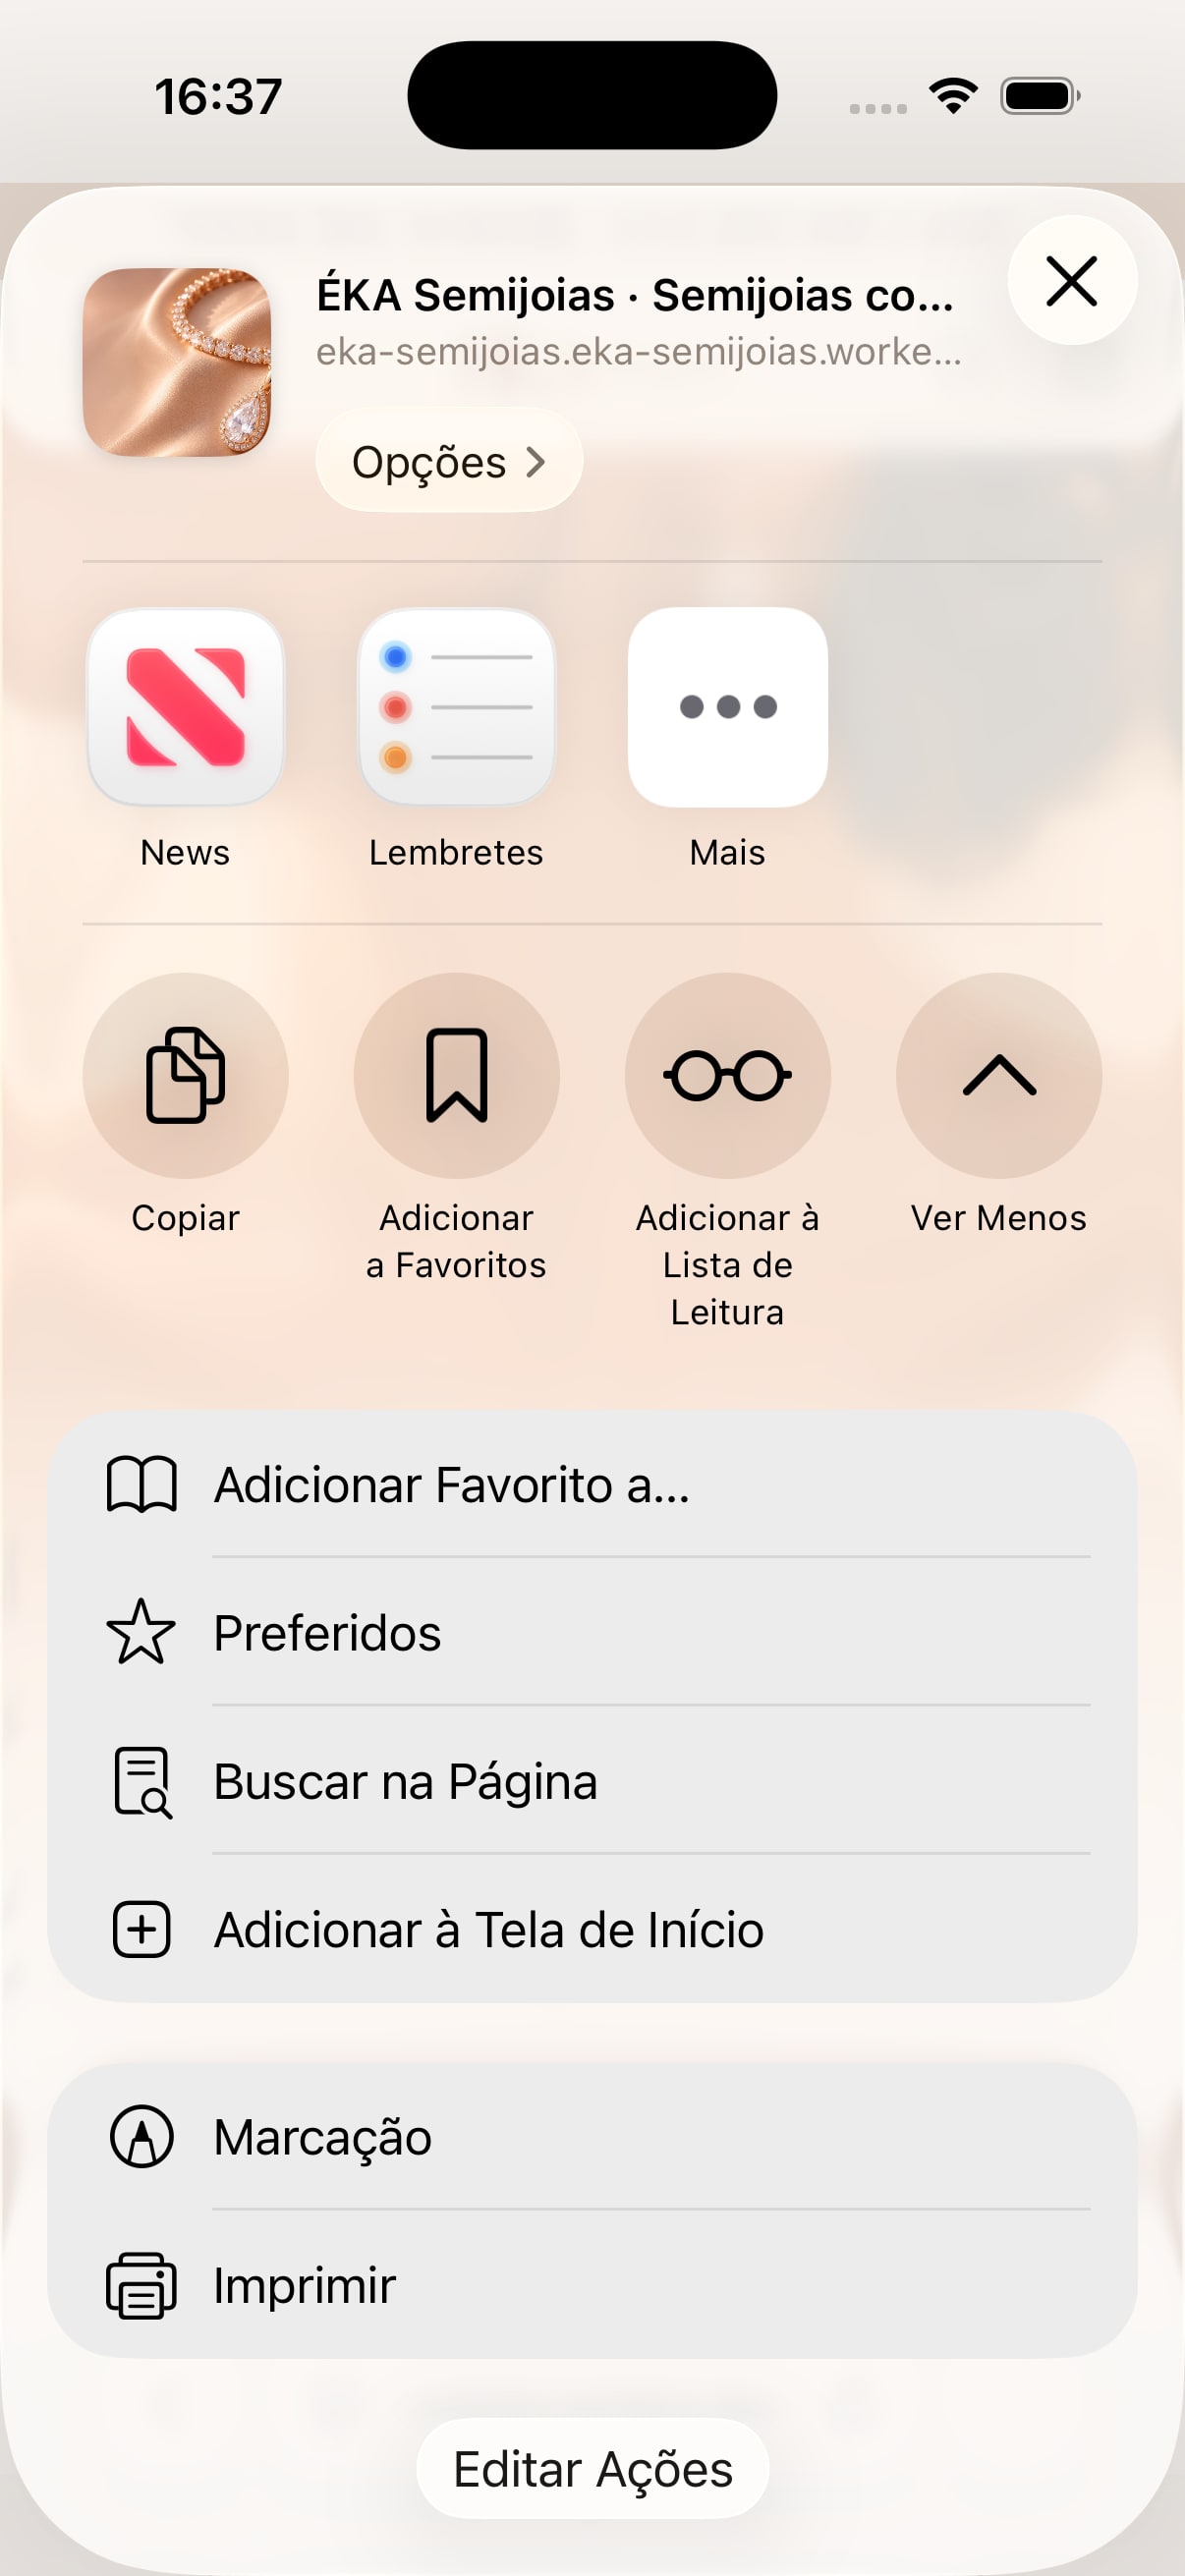 16:37
ÉKA Semijoias · Semijoias co...
eka-semijoias.eka-semijoias.worke...
Opções
News
Lembretes
Mais
Copiar
Adicionar
a Favoritos
Adicionar à
Lista de
Leitura
Ver Menos
Adicionar Favorito a...
Preferidos
Buscar na Página
Adicionar à Tela de Início
Marcação
Imprimir
Editar Ações